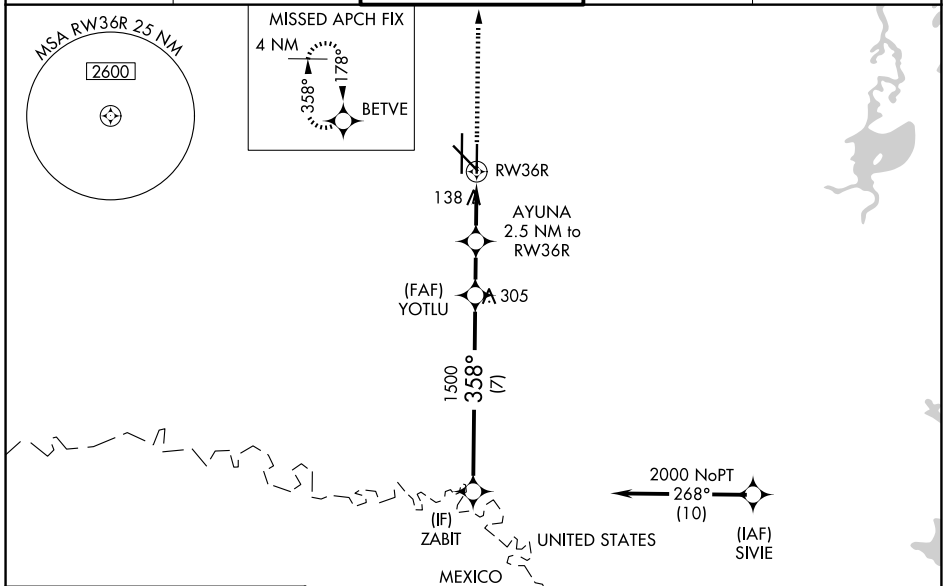 MSA RW36R 25 NM
2600
MISSED APCH FIX
4 NM
358°
178°
BETVE
RW36R
138
AYUNA
2.5 NM to
RW36R
(FAF)
YOTLU
305
1500
358°
(7)
2000 NoPT
268°
(10)
(IF)
ZABIT
(IAF)
SIVIE
UNITED STATES
MEXICO